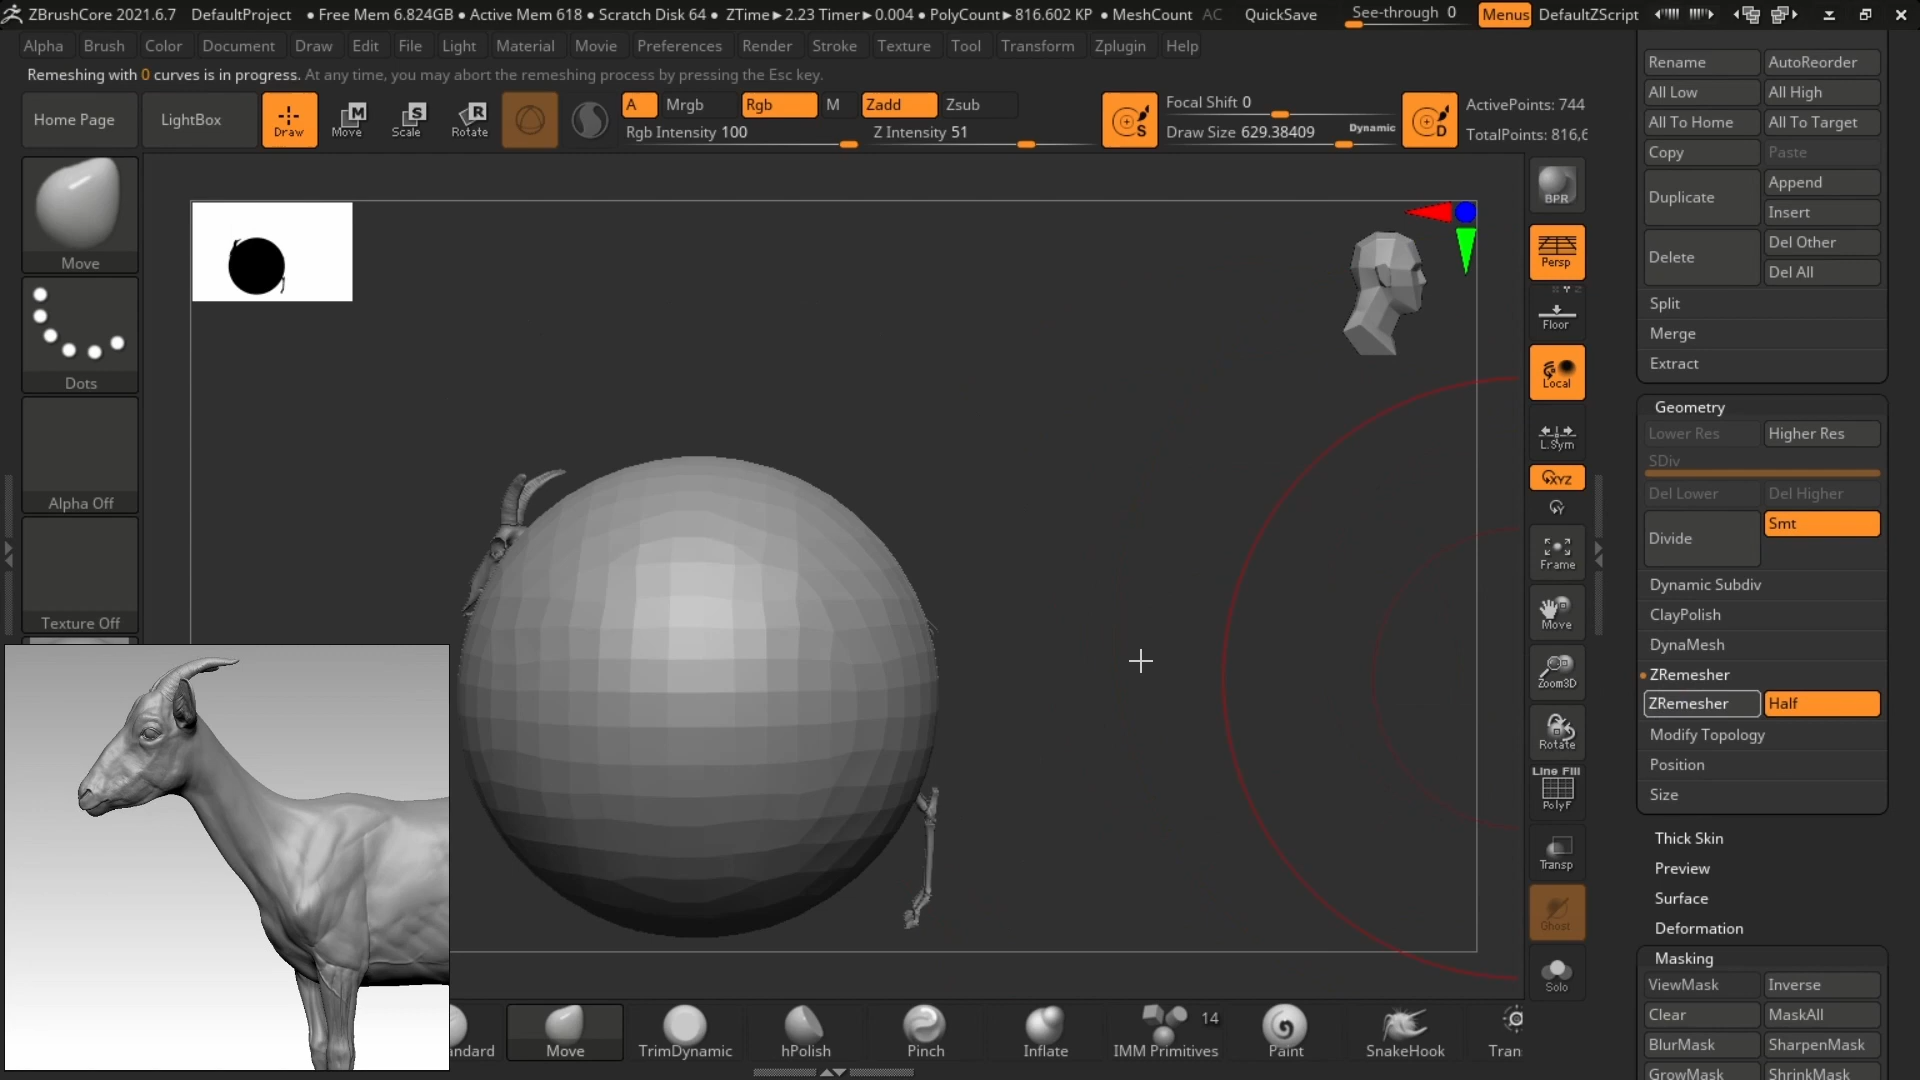 ZBrushCore 2021.6.7 DefaultProject • Free Mem 6.824GB • Active Mem 618 • Scratch Disk 64 • ZTime►2.23 Timer►0.004 • PolyCount►816.602 KP • MeshCount AC QuickSave See-through 0 Menus DefaultZScript
Alpha Brush Color Document Draw Edit File Light Material Movie Preferences Render Stroke Texture Tool Transform Zplugin Help
Remeshing with 0 curves is in progress. At any time, you may abort the remeshing process by pressing the Esc key.
Home Page LightBox Draw Move Scale Rotate
A Mrgb Rgb M Zadd Zsub
Rgb Intensity 100 Z Intensity 51
Focal Shift 0
Draw Size 629.38409 Dynamic
ActivePoints: 744
TotalPoints: 816,6
Move
Dots
Alpha Off
Texture Off
BPR
Persp
Floor
Local
L.Sym
XYZ
Y
Frame
Move
Zoom3D
Rotate
Line Fill
PolyF
Transp
Ghost
Solo
Rename AutoReorder
All Low All High
All To Home All To Target
Copy Paste
Duplicate Append
Insert
Delete Del Other
Del All
Split
Merge
Extract
Geometry
Lower Res Higher Res
SDiv
Del Lower Del Higher
Divide Smt
Dynamic Subdiv
ClayPolish
DynaMesh
ZRemesher
ZRemesher Half
Modify Topology
Position
Size
Thick Skin
Preview
Surface
Deformation
Masking
ViewMask Inverse
Clear MaskAll
BlurMask SharpenMask
GrowMask ShrinkMask
ndard Move TrimDynamic hPolish Pinch Inflate IMM Primitives 14 Paint SnakeHook Tran